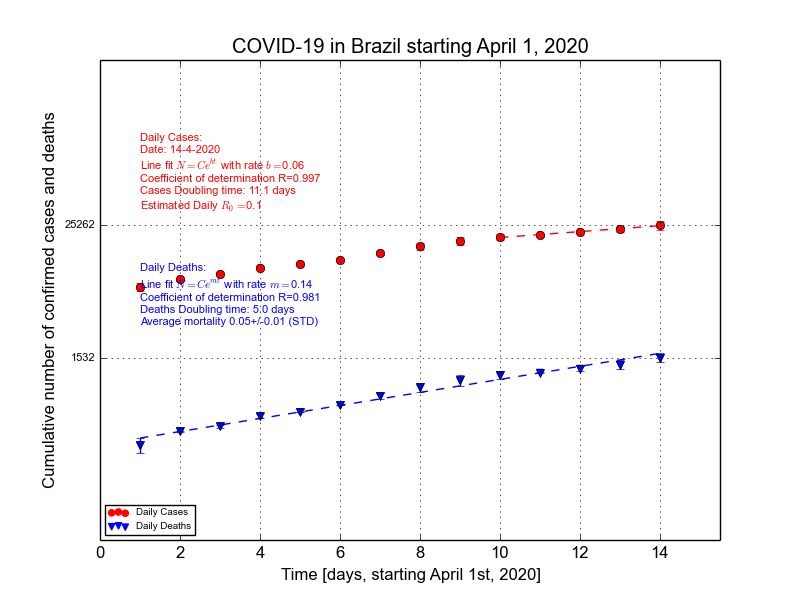 COVID-19 in Brazil starting April 1, 2020
Cumulative number of confirmed cases and deaths
Daily Cases:
Date: 14-4-2020
Line fit N = Ce^{bt} with rate b =0.06
Coefficient of determination R=0.997
Cases Doubling time: 11.1 days
Estimated Daily R_0 =0.1
25262
Daily Deaths:
Line fit N = Ce^{mt} with rate m =0.14
Coefficient of determination R=0.981
Deaths Doubling time: 5.0 days
Average mortality 0.05+/-0.01 (STD)
1532
Daily Cases
Daily Deaths
0 2 4 6 8 10 12 14
Time [days, starting April 1st, 2020]